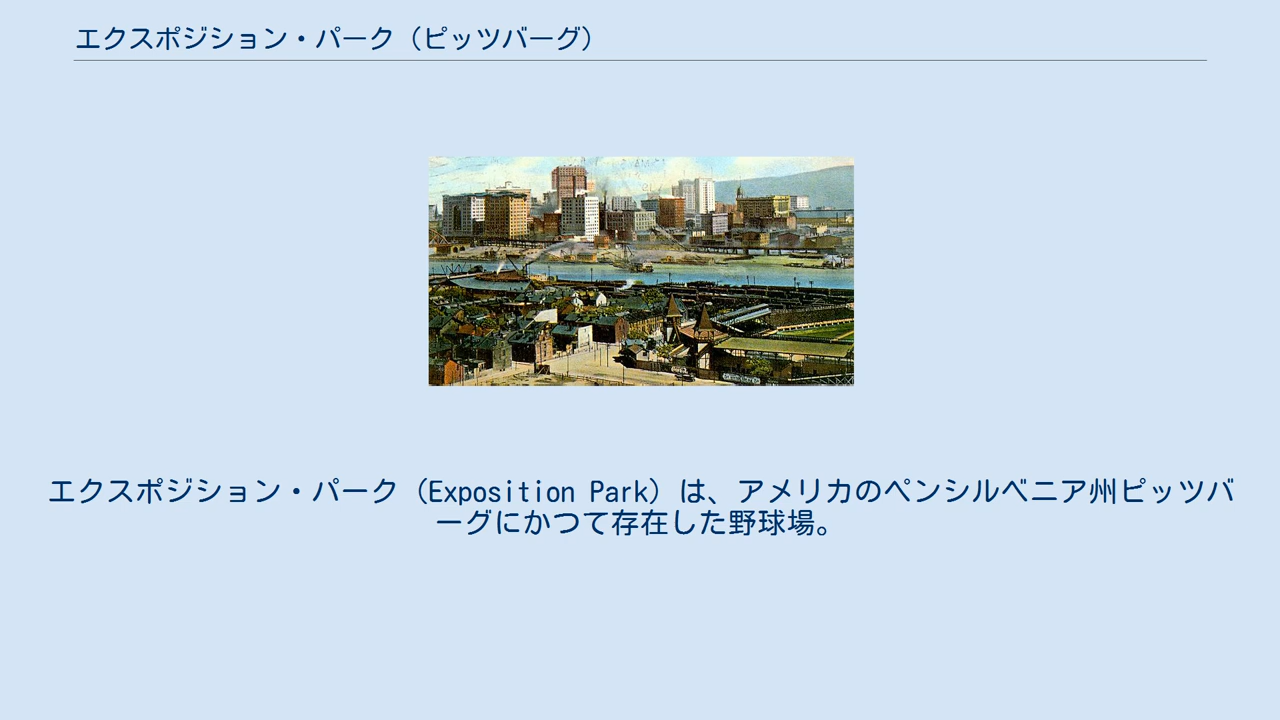 エクスポジション・パーク（ピッツバーグ）
エクスポジション・パーク（Exposition Park）は、アメリカのペンシルベニア州ピッツバ
ーグにかつて存在した野球場。